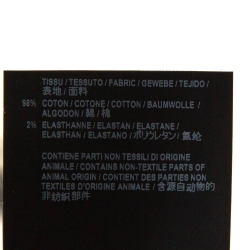 TISSU / TESSUTO / FABRIC / GEWEBE / TEJIDO /
表地 / 面料
98% COTON / COTONE / COTTON / BAUMWOLLE /
ALGODON / 綿 / 棉
2% ELASTHANNE / ELASTAN / ELASTANE /
ELASTHAN / ELASTANO / ポリウレタン / 氨纶
CONTIENE PARTI NON TESSILI DI ORIGINE
ANIMALE / CONTAINS NON-TEXTILE PARTS OF
ANIMAL ORIGIN / CONTIENT DES PARTIES NON
TEXTILES D'ORIGINE ANIMALE / 含源自动物的
非纺织部件